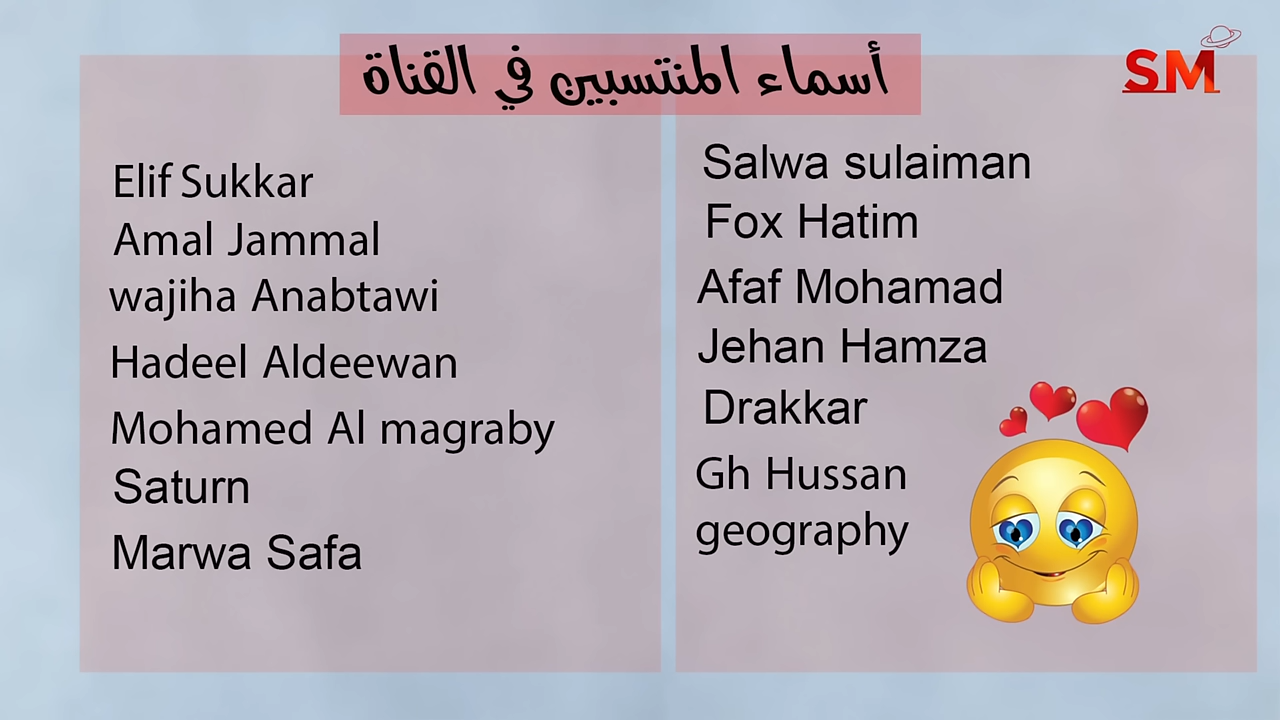 أسماء المنتسبين في القناة
SM
Elif Sukkar
Amal Jammal
wajiha Anabtawi
Hadeel Aldeewan
Mohamed Al magraby
Saturn
Marwa Safa
Salwa sulaiman
Fox Hatim
Afaf Mohamad
Jehan Hamza
Drakkar
Gh Hussan
geography